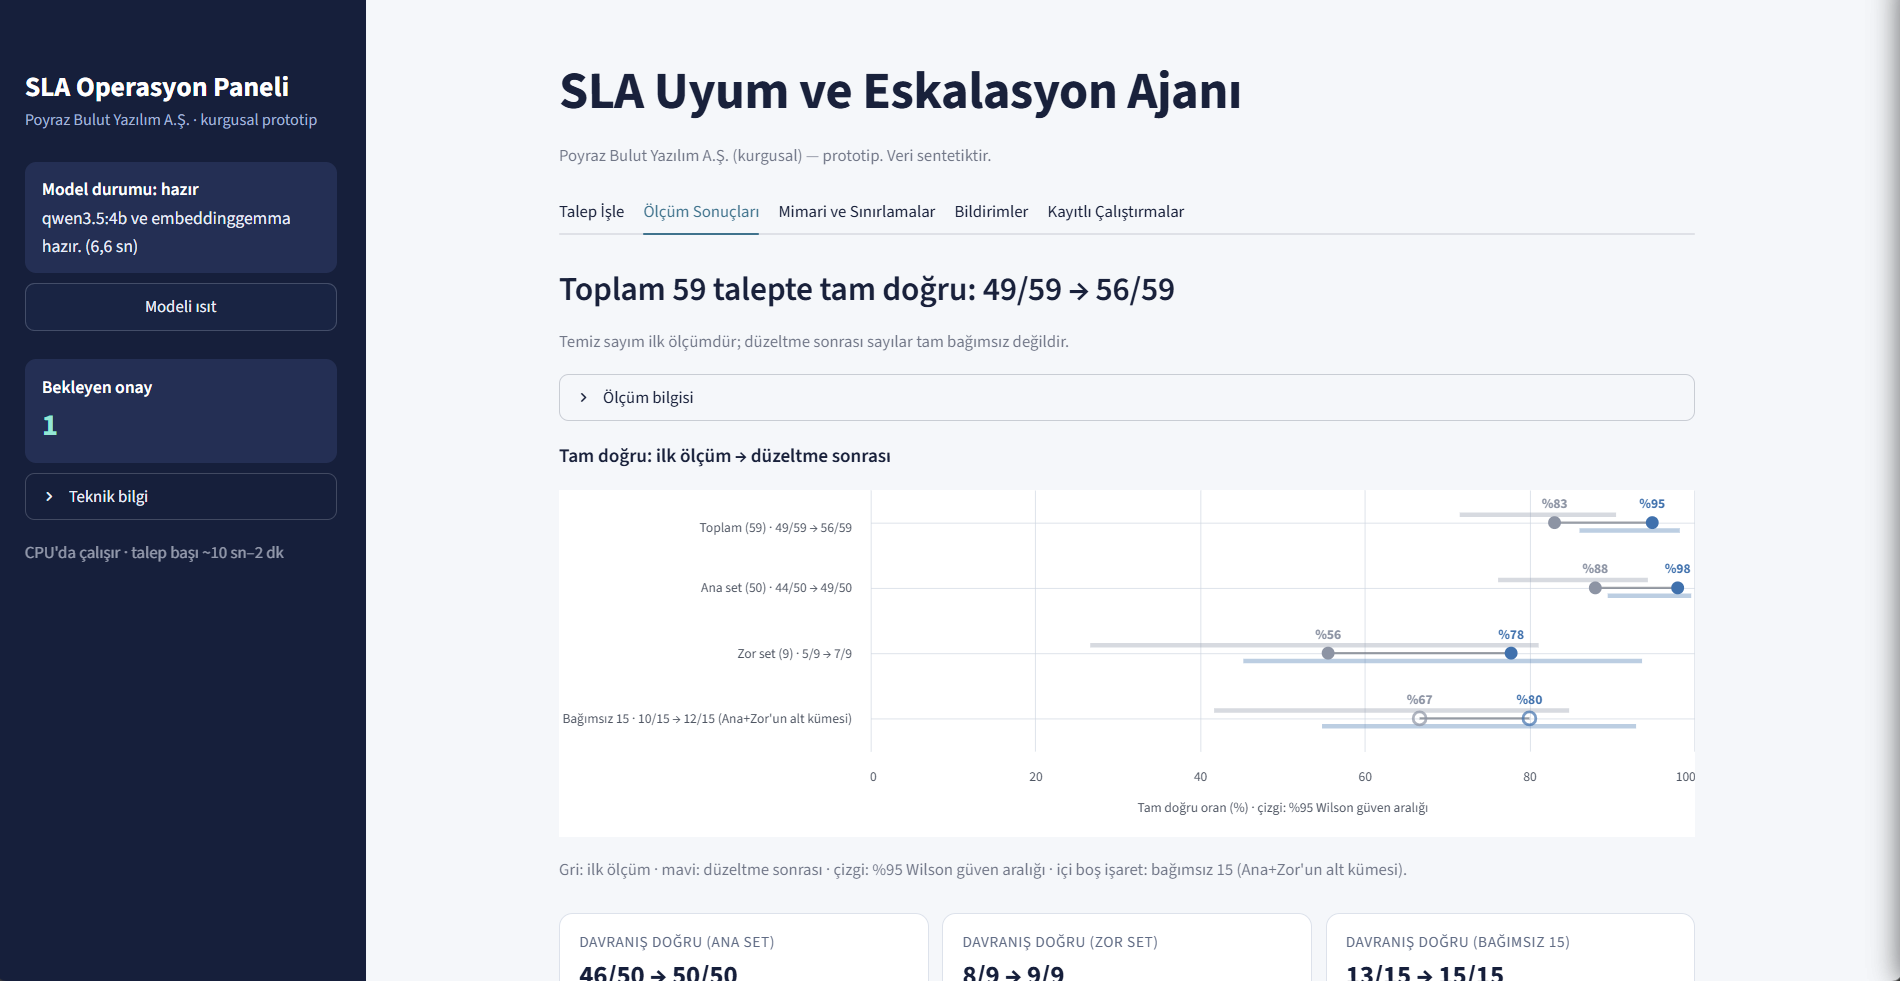 SLA Operasyon Paneli
Poyraz Bulut Yazılım A.Ş. · kurgusal prototip
Model durumu: hazır
qwen3.5:4b ve embeddinggemma
hazır. (6,6 sn)
Modeli ısıt
Bekleyen onay
1
Teknik bilgi
CPU'da çalışır · talep başı ~10 sn–2 dk
SLA Uyum ve Eskalasyon Ajanı
Poyraz Bulut Yazılım A.Ş. (kurgusal) — prototip. Veri sentetiktir.
Talep İşle Ölçüm Sonuçları Mimari ve Sınırlamalar Bildirimler Kayıtlı Çalıştırmalar
Toplam 59 talepte tam doğru: 49/59 → 56/59
Temiz sayım ilk ölçümdür; düzeltme sonrası sayılar tam bağımsız değildir.
Ölçüm bilgisi
Tam doğru: ilk ölçüm → düzeltme sonrası
%83 %95
Toplam (59) · 49/59 → 56/59
%88 %98
Ana set (50) · 44/50 → 49/50
%56 %78
Zor set (9) · 5/9 → 7/9
%67 %80
Bağımsız 15 · 10/15 → 12/15 (Ana+Zor'un alt kümesi)
0 20 40 60 80 100
Tam doğru oran (%) · çizgi: %95 Wilson güven aralığı
Gri: ilk ölçüm · mavi: düzeltme sonrası · çizgi: %95 Wilson güven aralığı · içi boş işaret: bağımsız 15 (Ana+Zor'un alt kümesi).
DAVRANIŞ DOĞRU (ANA SET)
46/50 → 50/50
DAVRANIŞ DOĞRU (ZOR SET)
8/9 → 9/9
DAVRANIŞ DOĞRU (BAĞIMSIZ 15)
13/15 → 15/15